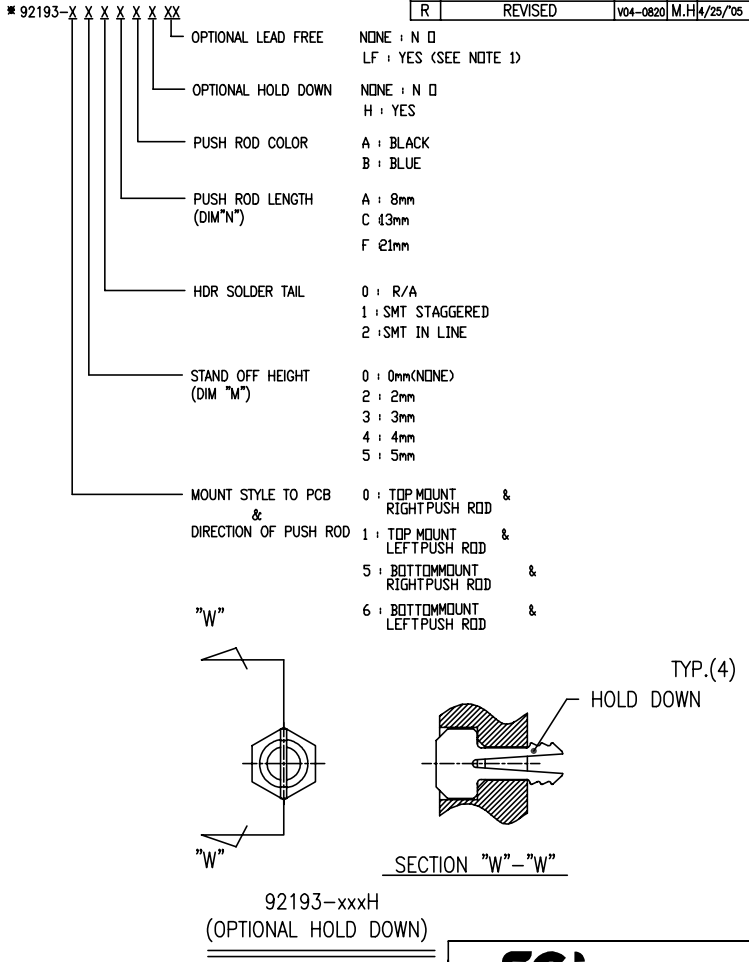 * 92193-X X X X X X XX
R REVISED V04-0820 M.H 4/25/'05
OPTIONAL LEAD FREE NONE : N O
LF : YES (SEE NOTE 1)
OPTIONAL HOLD DOWN NONE : N O
H : YES
PUSH ROD COLOR A : BLACK
B : BLUE
PUSH ROD LENGTH A : 8mm
(DIM"N") C :13mm
F :21mm
HDR SOLDER TAIL 0 : R/A
1 :SMT STAGGERED
2 :SMT IN LINE
STAND OFF HEIGHT 0 : 0mm(NONE)
(DIM "M") 2 : 2mm
3 : 3mm
4 : 4mm
5 : 5mm
MOUNT STYLE TO PCB 0 : TOP MOUNT &
& RIGHT PUSH ROD
DIRECTION OF PUSH ROD 1 : TOP MOUNT &
LEFT PUSH ROD
5 : BOTTOMMOUNT &
RIGHT PUSH ROD
6 : BOTTOMMOUNT &
LEFT PUSH ROD
"W"
TYP.(4)
HOLD DOWN
"W"
SECTION "W"-"W"
92193-xxxH
(OPTIONAL HOLD DOWN)